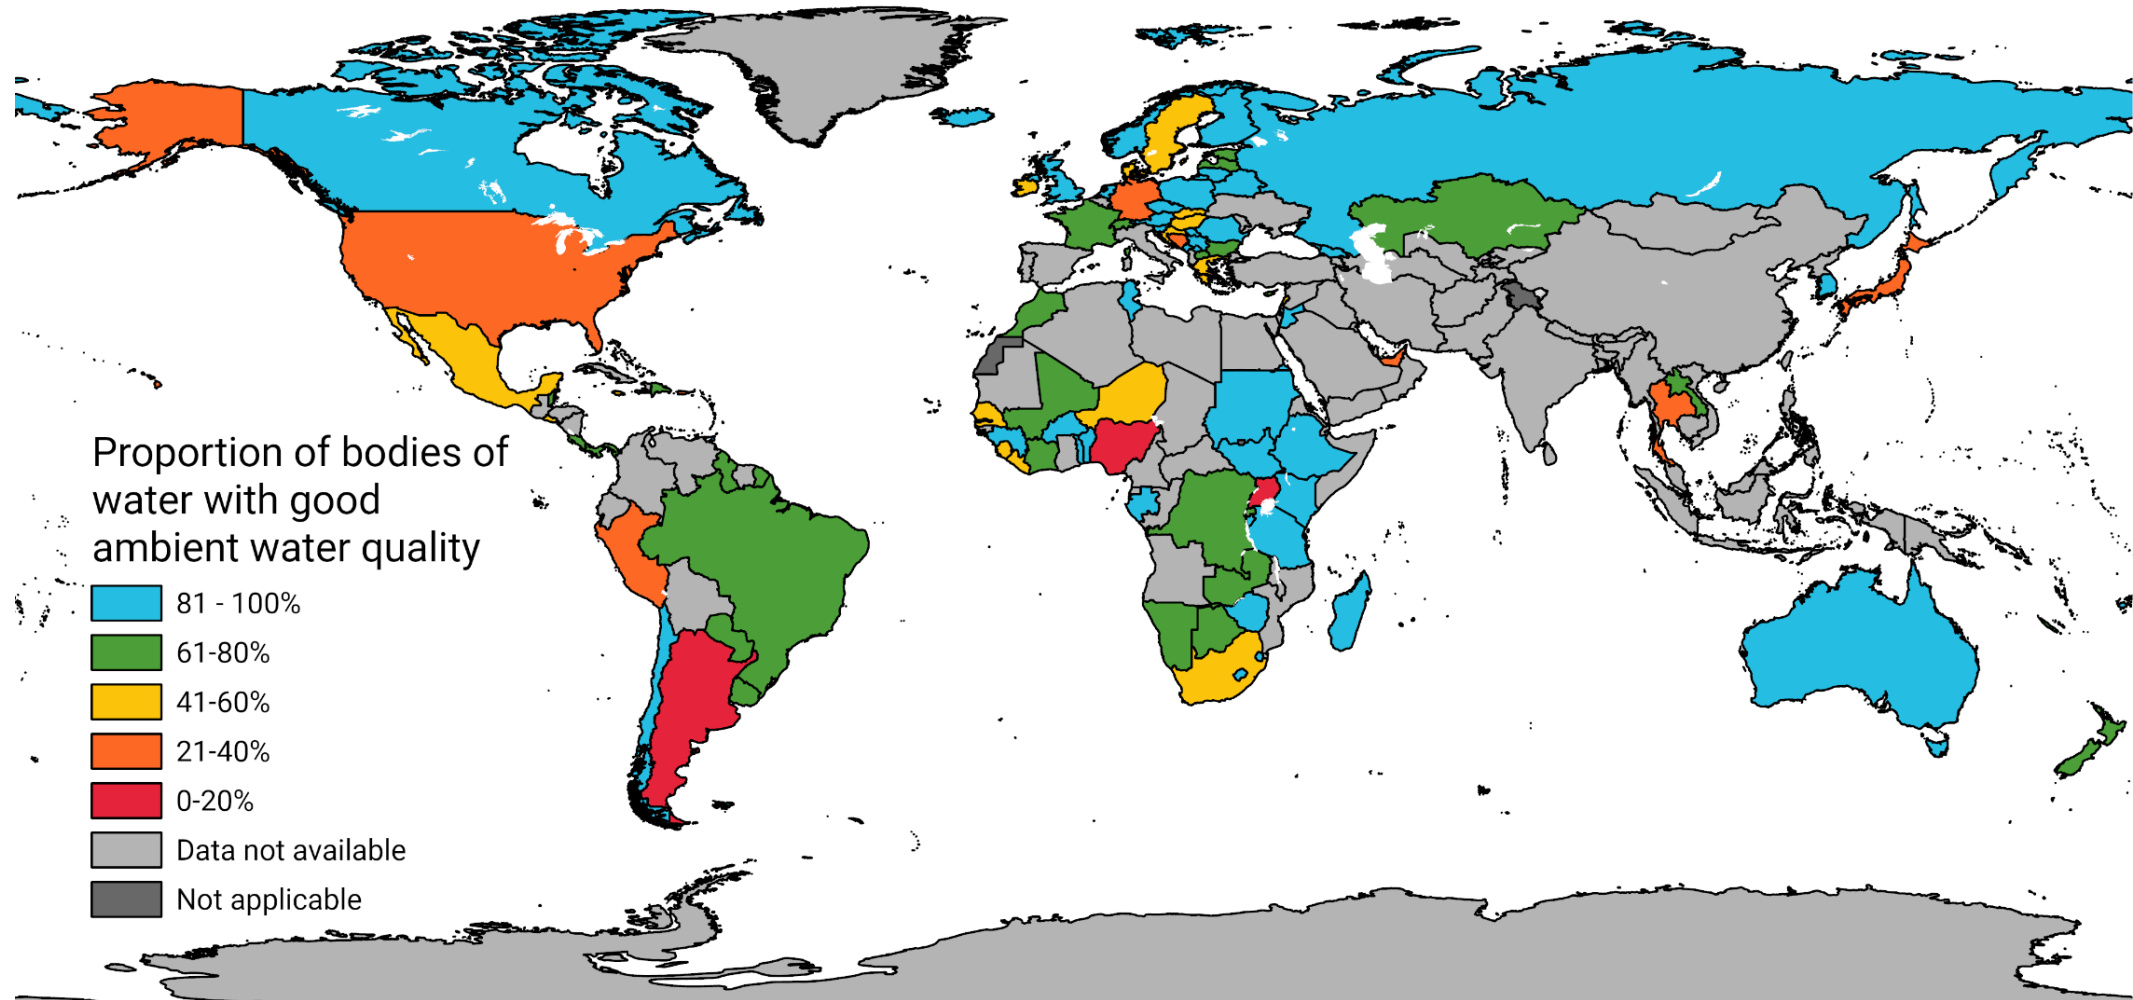 Proportion of bodies of
water with good
ambient water quality
81 - 100%
61-80%
41-60%
21-40%
0-20%
Data not available
Not applicable